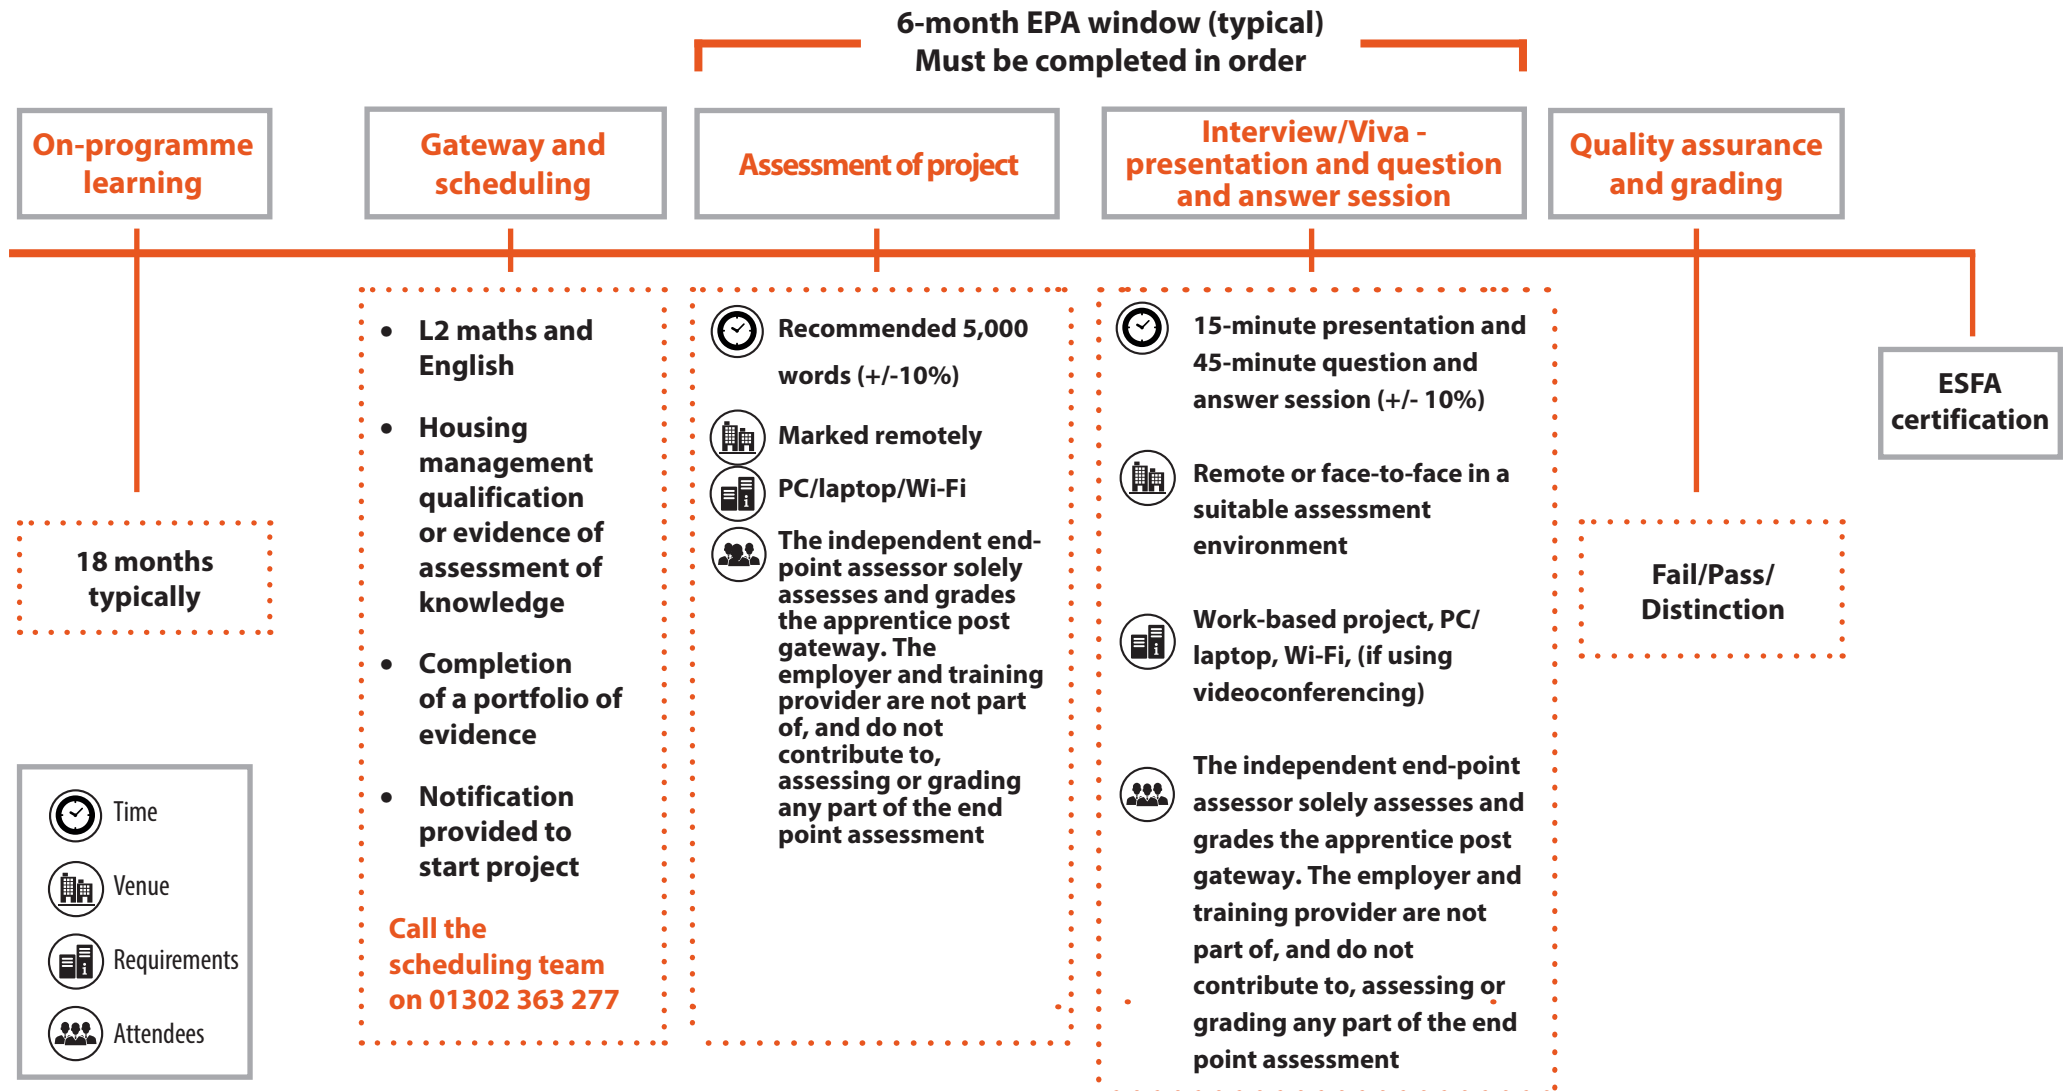 6-month EPA window (typical)
Must be completed in order
On-programme
learning
Gateway and
scheduling
Assessment of project
Interview/Viva -
presentation and question
and answer session
Quality assurance
and grading
18 months
typically
• L2 maths and
English
• Housing
management
qualification
or evidence of
assessment of
knowledge
• Completion
of a portfolio of
evidence
• Notification
provided to
start project
Call the
scheduling team
on 01302 363 277
Recommended 5,000
words (+/-10%)
Marked remotely
PC/laptop/Wi-Fi
The independent end-
point assessor solely
assesses and grades
the apprentice post
gateway. The
employer and training
provider are not part
of, and do not
contribute to,
assessing or grading
any part of the end
point assessment
15-minute presentation and
45-minute question and
answer session (+/- 10%)
Remote or face-to-face in a
suitable assessment
environment
Work-based project, PC/
laptop, Wi-Fi, (if using
videoconferencing)
The independent end-point
assessor solely assesses and
grades the apprentice post
gateway. The employer and
training provider are not
part of, and do not
contribute to, assessing or
grading any part of the end
point assessment
Fail/Pass/
Distinction
ESFA
certification
Time
Venue
Requirements
Attendees